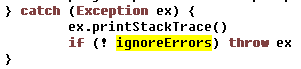 } catch (Exception ex) {
ex.printStackTrace()
if (! ignoreErrors) throw ex
}